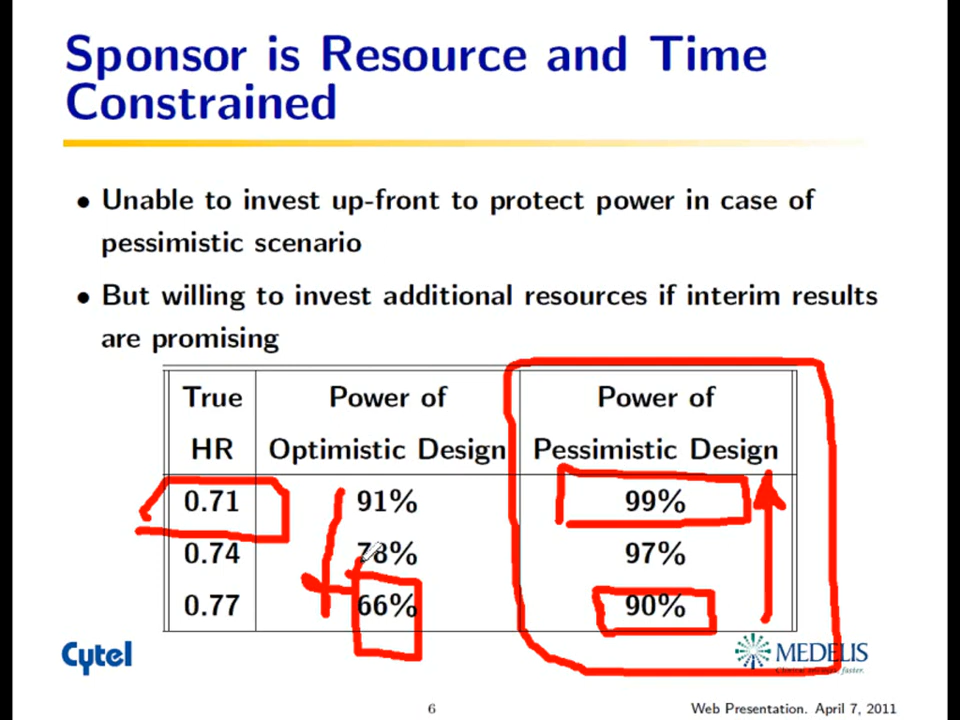 Sponsor is Resource and Time
Constrained
• Unable to invest up-front to protect power in case of
pessimistic scenario
• But willing to invest additional resources if interim results
are promising
True Power of Power of
HR Optimistic Design Pessimistic Design
0.71 91% 99%
0.74 78% 97%
0.77 66% 90%
Cytel
MEDELIS
6 Web Presentation. April 7, 2011